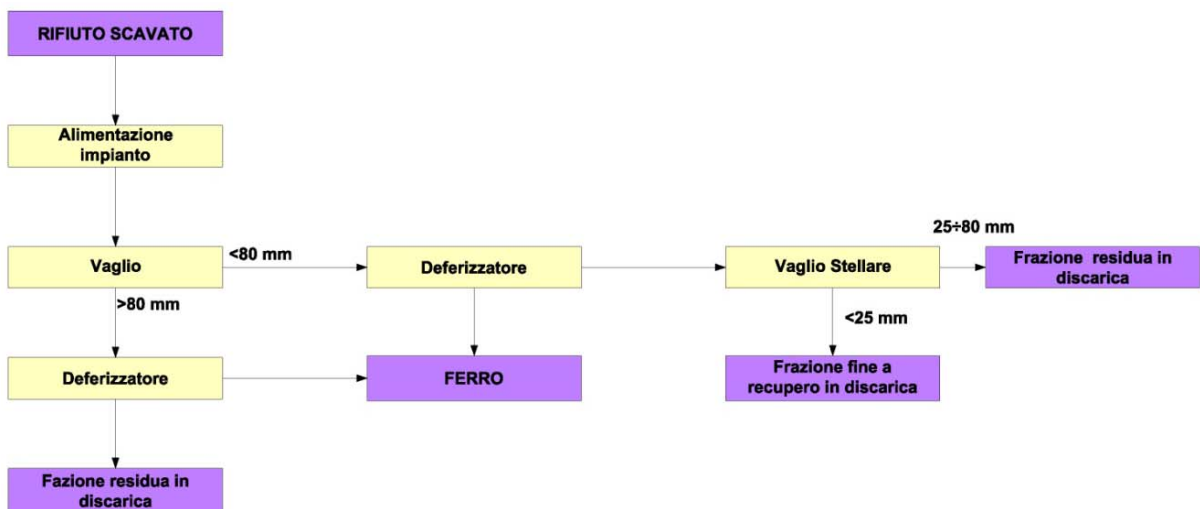 RIFIUTO SCAVATO
Alimentazione
impianto
Vaglio
<80 mm
Deferizzatore
Vaglio Stellare
25÷80 mm
Frazione  residua in
discarica
>80 mm
<25 mm
Deferizzatore
FERRO
Frazione fine a
recupero in discarica
Fazione residua in
discarica